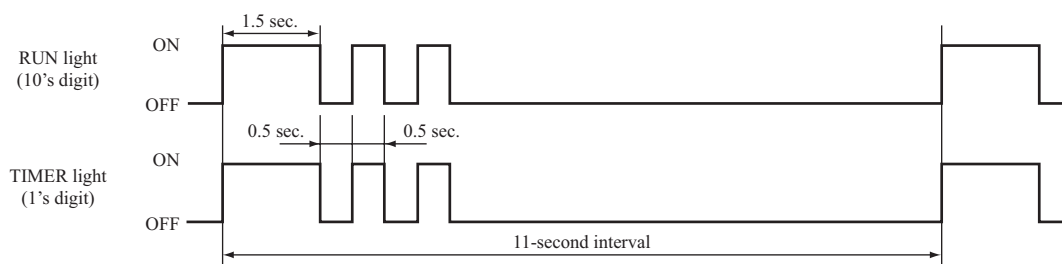 1.5 sec.
ON
RUN light
(10’s digit)
OFF
0.5 sec.
0.5 sec.
ON
TIMER light
(1’s digit)
OFF
11-second interval